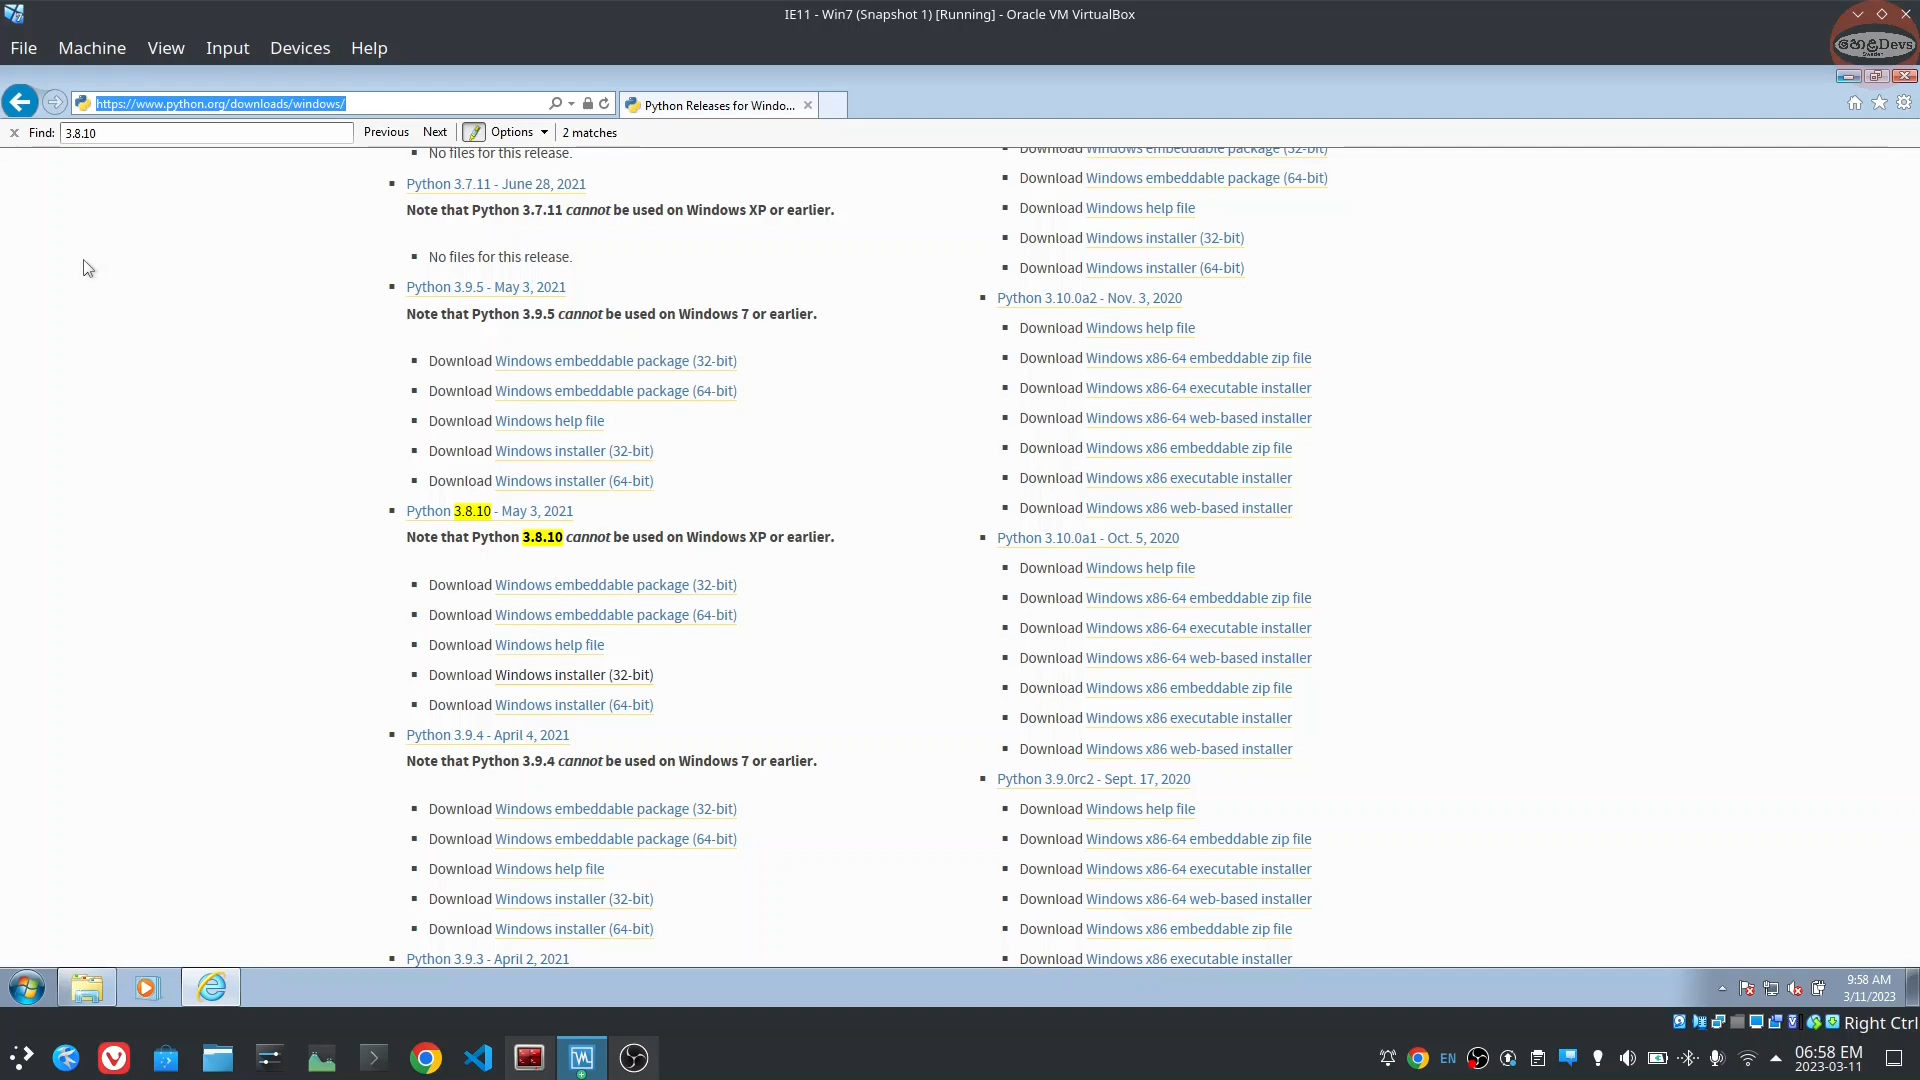 IE11 - Win7 (Snapshot 1) [Running] - Oracle VM VirtualBox
File Machine View Input Devices Help
https://www.python.org/downloads/windows/
Python Releases for Windo...
Find: 3.8.10 Previous Next Options 2 matches
No files for this release.
Python 3.7.11 - June 28, 2021
Note that Python 3.7.11 cannot be used on Windows XP or earlier.
No files for this release.
Python 3.9.5 - May 3, 2021
Note that Python 3.9.5 cannot be used on Windows 7 or earlier.
Download Windows embeddable package (32-bit)
Download Windows embeddable package (64-bit)
Download Windows help file
Download Windows installer (32-bit)
Download Windows installer (64-bit)
Python 3.8.10 - May 3, 2021
Note that Python 3.8.10 cannot be used on Windows XP or earlier.
Download Windows embeddable package (32-bit)
Download Windows embeddable package (64-bit)
Download Windows help file
Download Windows installer (32-bit)
Download Windows installer (64-bit)
Python 3.9.4 - April 4, 2021
Note that Python 3.9.4 cannot be used on Windows 7 or earlier.
Download Windows embeddable package (32-bit)
Download Windows embeddable package (64-bit)
Download Windows help file
Download Windows installer (32-bit)
Download Windows installer (64-bit)
Python 3.9.3 - April 2, 2021
Download Windows embeddable package (32-bit)
Download Windows embeddable package (64-bit)
Download Windows help file
Download Windows installer (32-bit)
Download Windows installer (64-bit)
Python 3.10.0a2 - Nov. 3, 2020
Download Windows help file
Download Windows x86-64 embeddable zip file
Download Windows x86-64 executable installer
Download Windows x86-64 web-based installer
Download Windows x86 embeddable zip file
Download Windows x86 executable installer
Download Windows x86 web-based installer
Python 3.10.0a1 - Oct. 5, 2020
Download Windows help file
Download Windows x86-64 embeddable zip file
Download Windows x86-64 executable installer
Download Windows x86-64 web-based installer
Download Windows x86 embeddable zip file
Download Windows x86 executable installer
Download Windows x86 web-based installer
Python 3.9.0rc2 - Sept. 17, 2020
Download Windows help file
Download Windows x86-64 embeddable zip file
Download Windows x86-64 executable installer
Download Windows x86-64 web-based installer
Download Windows x86 embeddable zip file
Download Windows x86 executable installer
9:58 AM
3/11/2023
Right Ctrl
EN
06:58 EM
2023-03-11